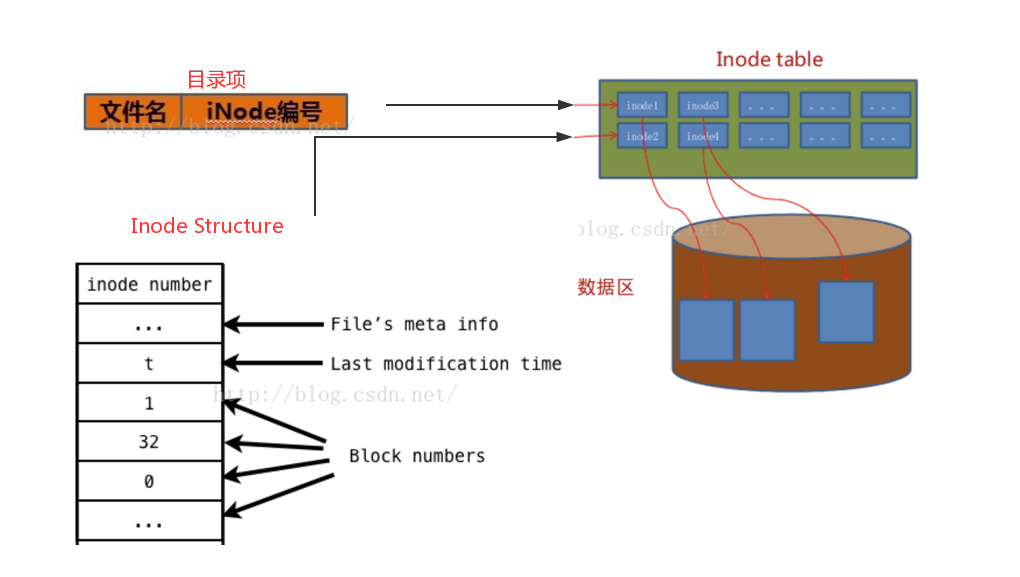 目录项
文件名 iNode编号
http://blog.csdn.net/
Inode table
inode1 inode3 ... ... ...
inode2 inode4 ... ... ...
Inode Structure
blog.csdn.net/
数据区
inode number
... File's meta info
t Last modification time
http://blog.csdn.net/
1
32 Block numbers
0
...